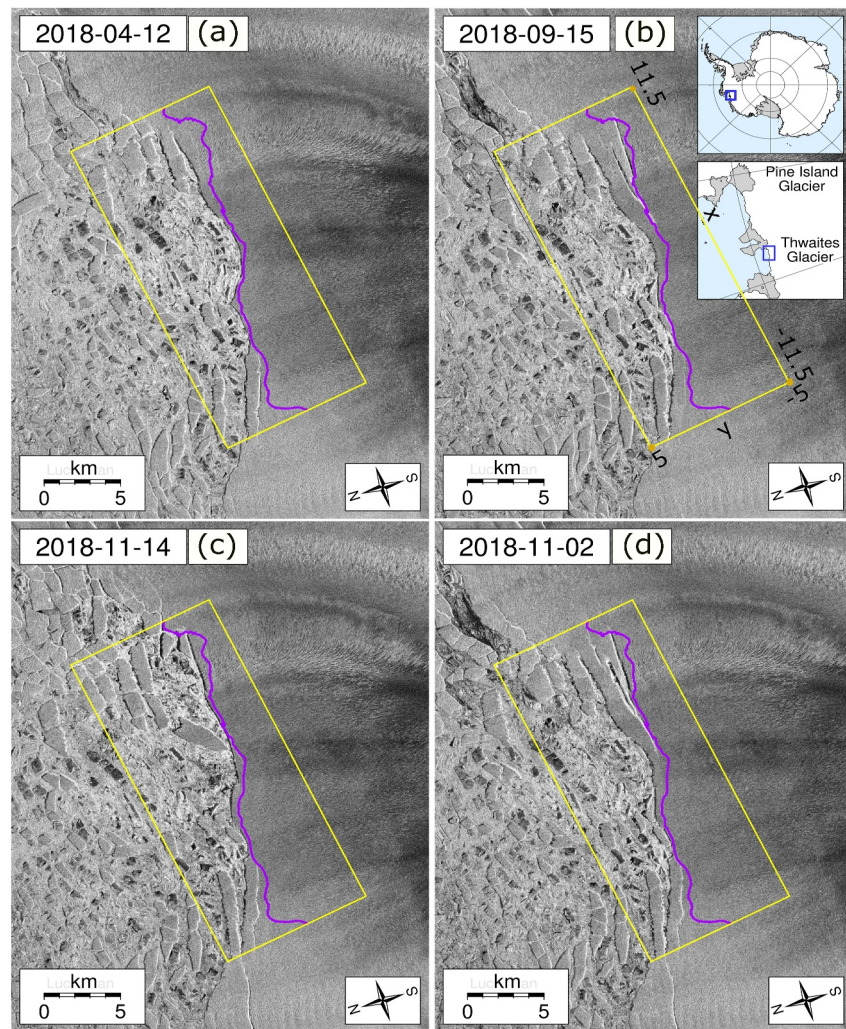 2018-04-12 (a)
km
0 5
N S
2018-09-15 (b)
11.5
Pine Island
Glacier
x
Thwaites
Glacier
-11.5
-5
y
5
km
0 5
N S
2018-11-14 (c)
km
0 5
N S
2018-11-02 (d)
km
0 5
N S